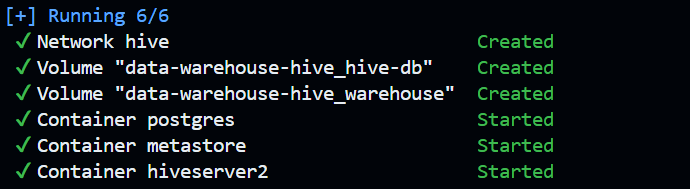 [+] Running 6/6
✓ Network hive Created
✓ Volume "data-warehouse-hive_hive-db" Created
✓ Volume "data-warehouse-hive_warehouse" Created
✓ Container postgres Started
✓ Container metastore Started
✓ Container hiveserver2 Started